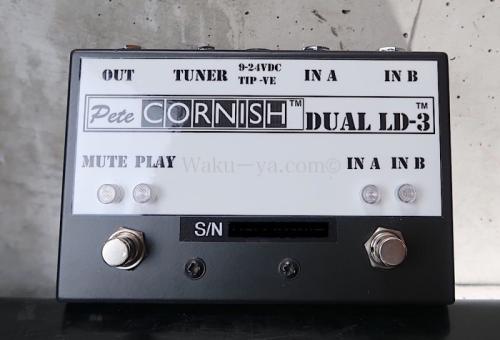 OUT TUNER 9-24VDC IN A IN B
TIP -VE
Pete CORNISH™ DUAL LD-3™
MUTE PLAY Waku-ya.com© IN A IN B
S/N